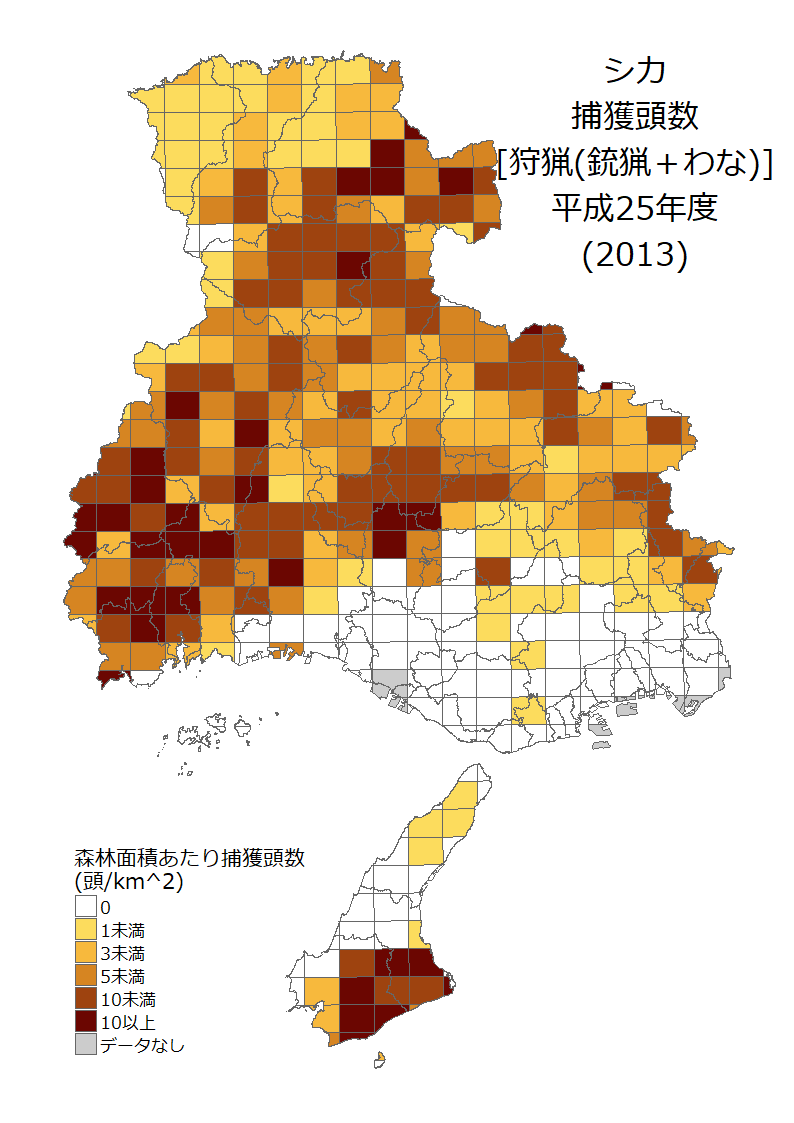 シカ
捕獲頭数
[狩猟(銃猟＋わな)]
平成25年度
(2013)
森林面積あたり捕獲頭数
(頭/km^2)
0
1未満
3未満
5未満
10未満
10以上
データなし